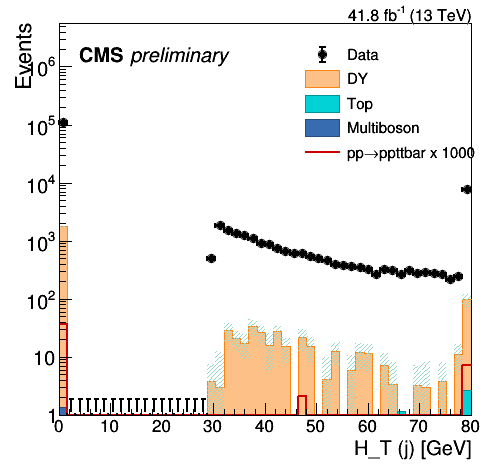 41.8 fb⁻¹ (13 TeV)
Events
CMS preliminary
Data
DY
Top
Multiboson
pp→ppttbar x 1000
10⁶
10⁵
10⁴
10³
10²
10
1
0 10 20 30 40 50 60 70 80
H_T (j) [GeV]